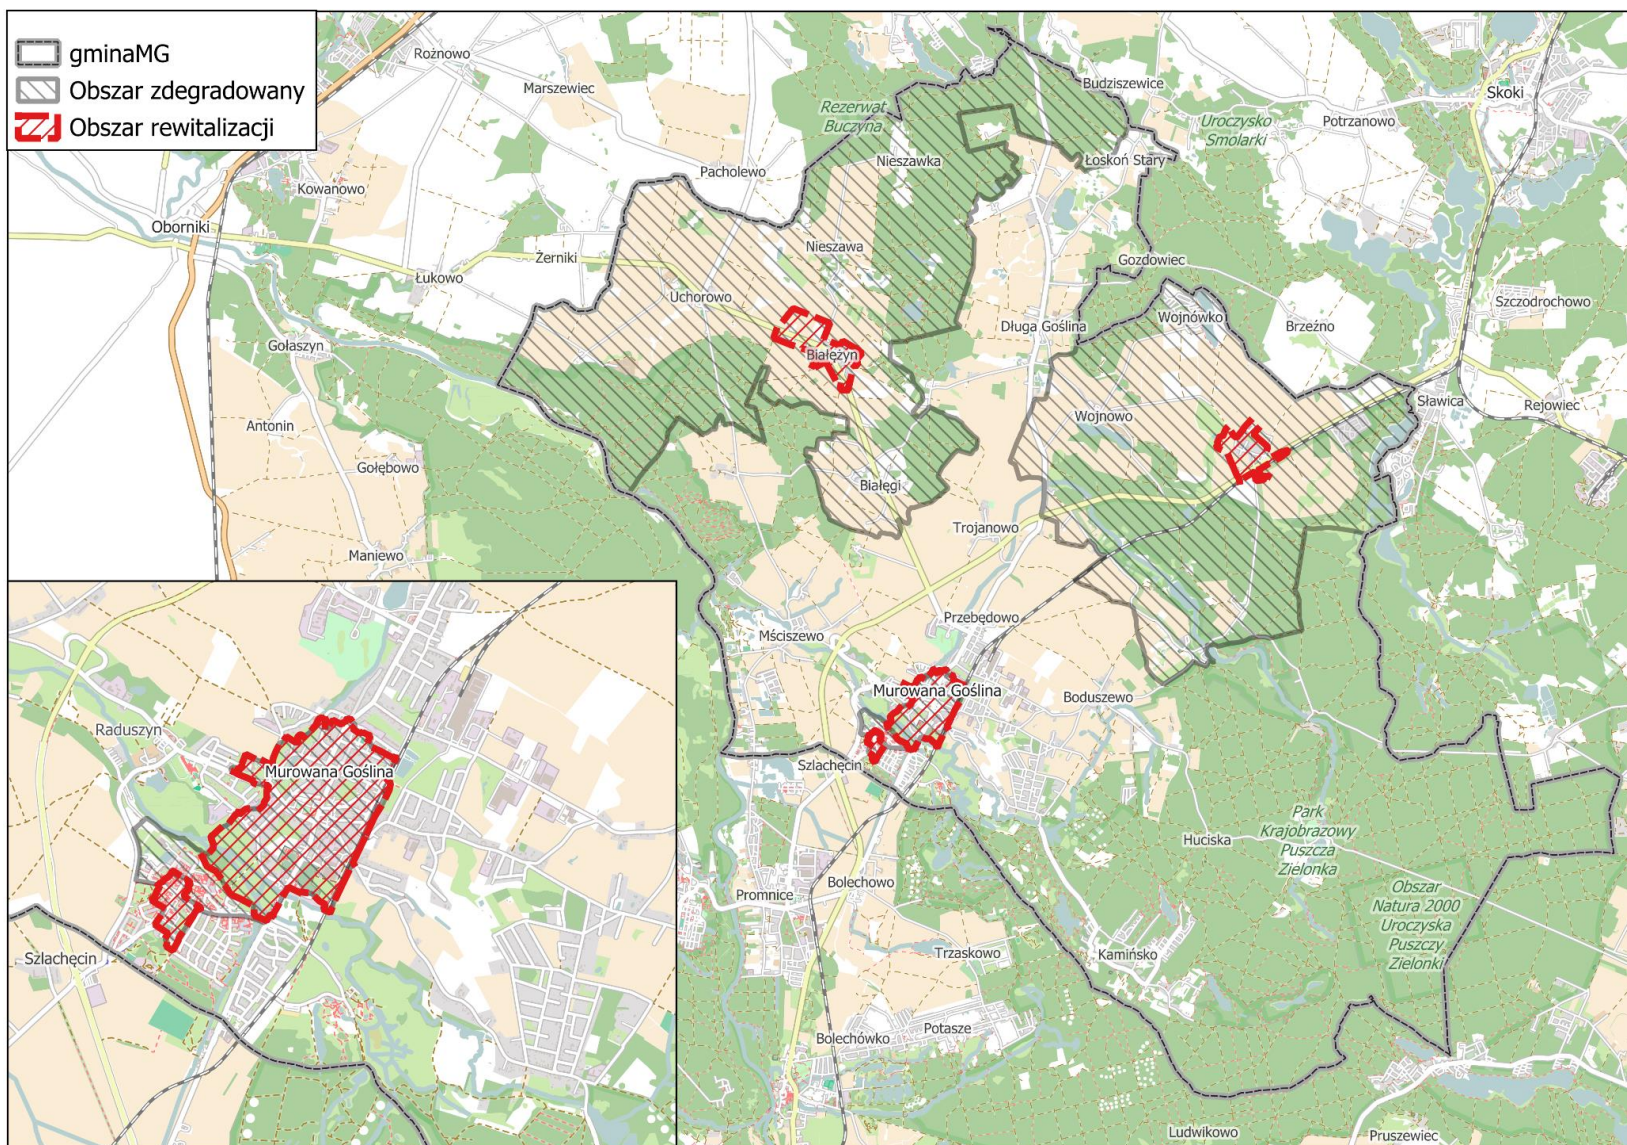 gminaMG
Obszar zdegradowany
Obszar rewitalizacji
Rożnowo
Marszewiec
Rezerwat
Buczyna
Budziszewice
Uroczysko
Smolarki
Potrzanowo
Skoki
Kowanowo
Pacholewo
Nieszawka
Łoskoń Stary
Oborniki
Łukowo
Żerniki
Nieszawa
Gozdowiec
Uchorowo
Szczodrochowo
Gołaszyn
Białężyn
Długa Goślina
Wojnówko
Brzeźno
Antonin
Wojnowo
Sławica
Rejowiec
Gołębowo
Białęgi
Maniewo
Trojanowo
Mściszewo
Przebędowo
Murowana Goślina
Boduszewo
Szlachęcin
Park
Krajobrazowy
Puszcza
Zielonka
Huciska
Promnice
Bolechowo
Obszar
Natura 2000
Uroczyska
Puszczy
Zielonki
Trzaskowo
Kamińsko
Bolechówko
Potasze
Ludwikowo
Pruszewiec
Raduszyn
Murowana Goślina
Szlachęcin